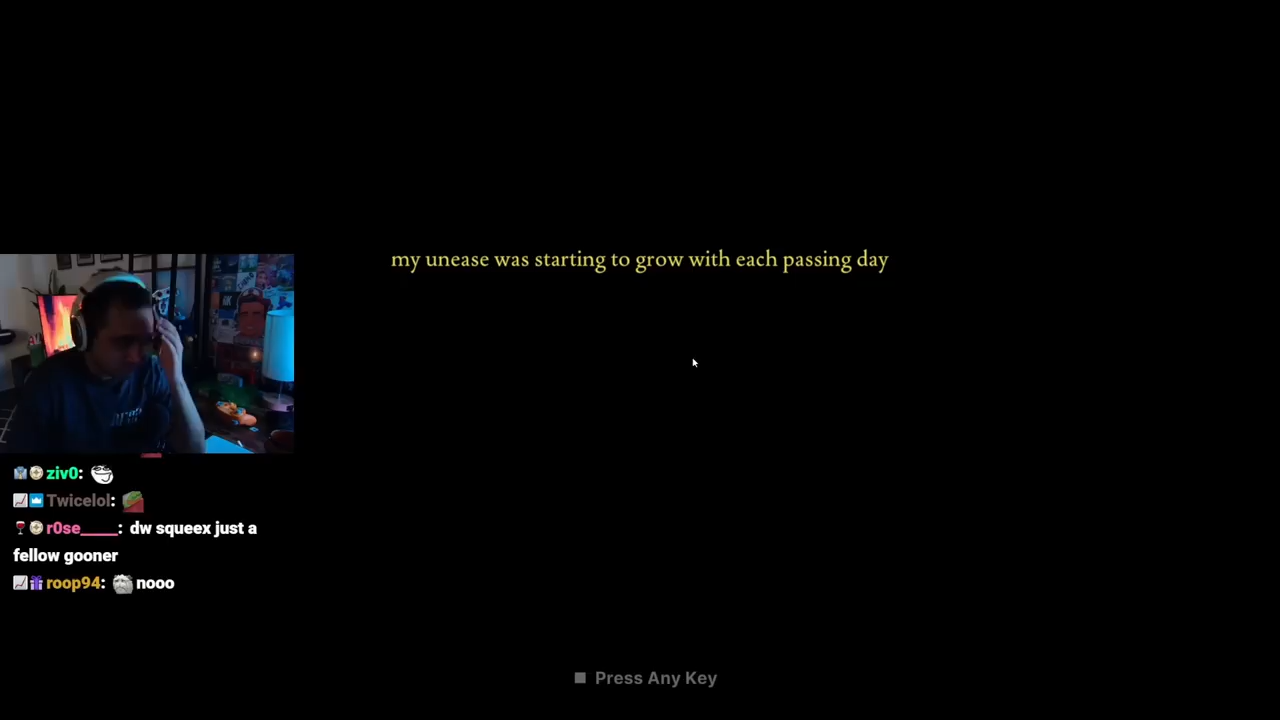 my unease was starting to grow with each passing day
ziv0:
Twicelol:
r0se_____: dw squeex just a
fellow gooner
roop94: nooo
Press Any Key